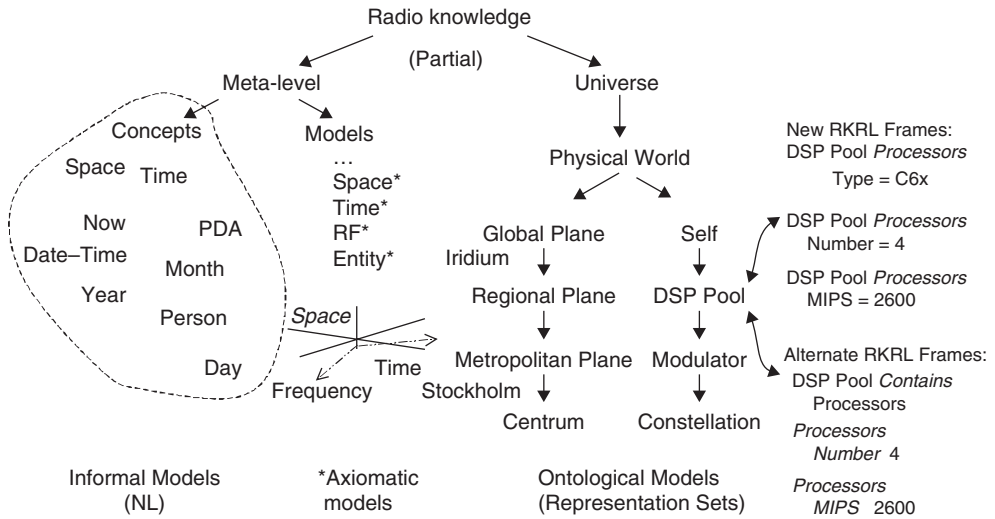 Radio knowledge
(Partial)
Meta-level
Universe
Concepts
Models
...
Space*
Time*
RF*
Entity*
Space
Time
Now
PDA
Date–Time
Month
Year
Person
Day
Space
Time
Frequency
Physical World
Global Plane
Iridium
Regional Plane
Metropolitan Plane
Stockholm
Centrum
Self
DSP Pool
Modulator
Constellation
New RKRL Frames:
DSP Pool Processors
Type = C6x
DSP Pool Processors
Number = 4
DSP Pool Processors
MIPS = 2600
Alternate RKRL Frames:
DSP Pool Contains
Processors
Processors
Number 4
Processors
MIPS 2600
Informal Models
(NL)
*Axiomatic
models
Ontological Models
(Representation Sets)